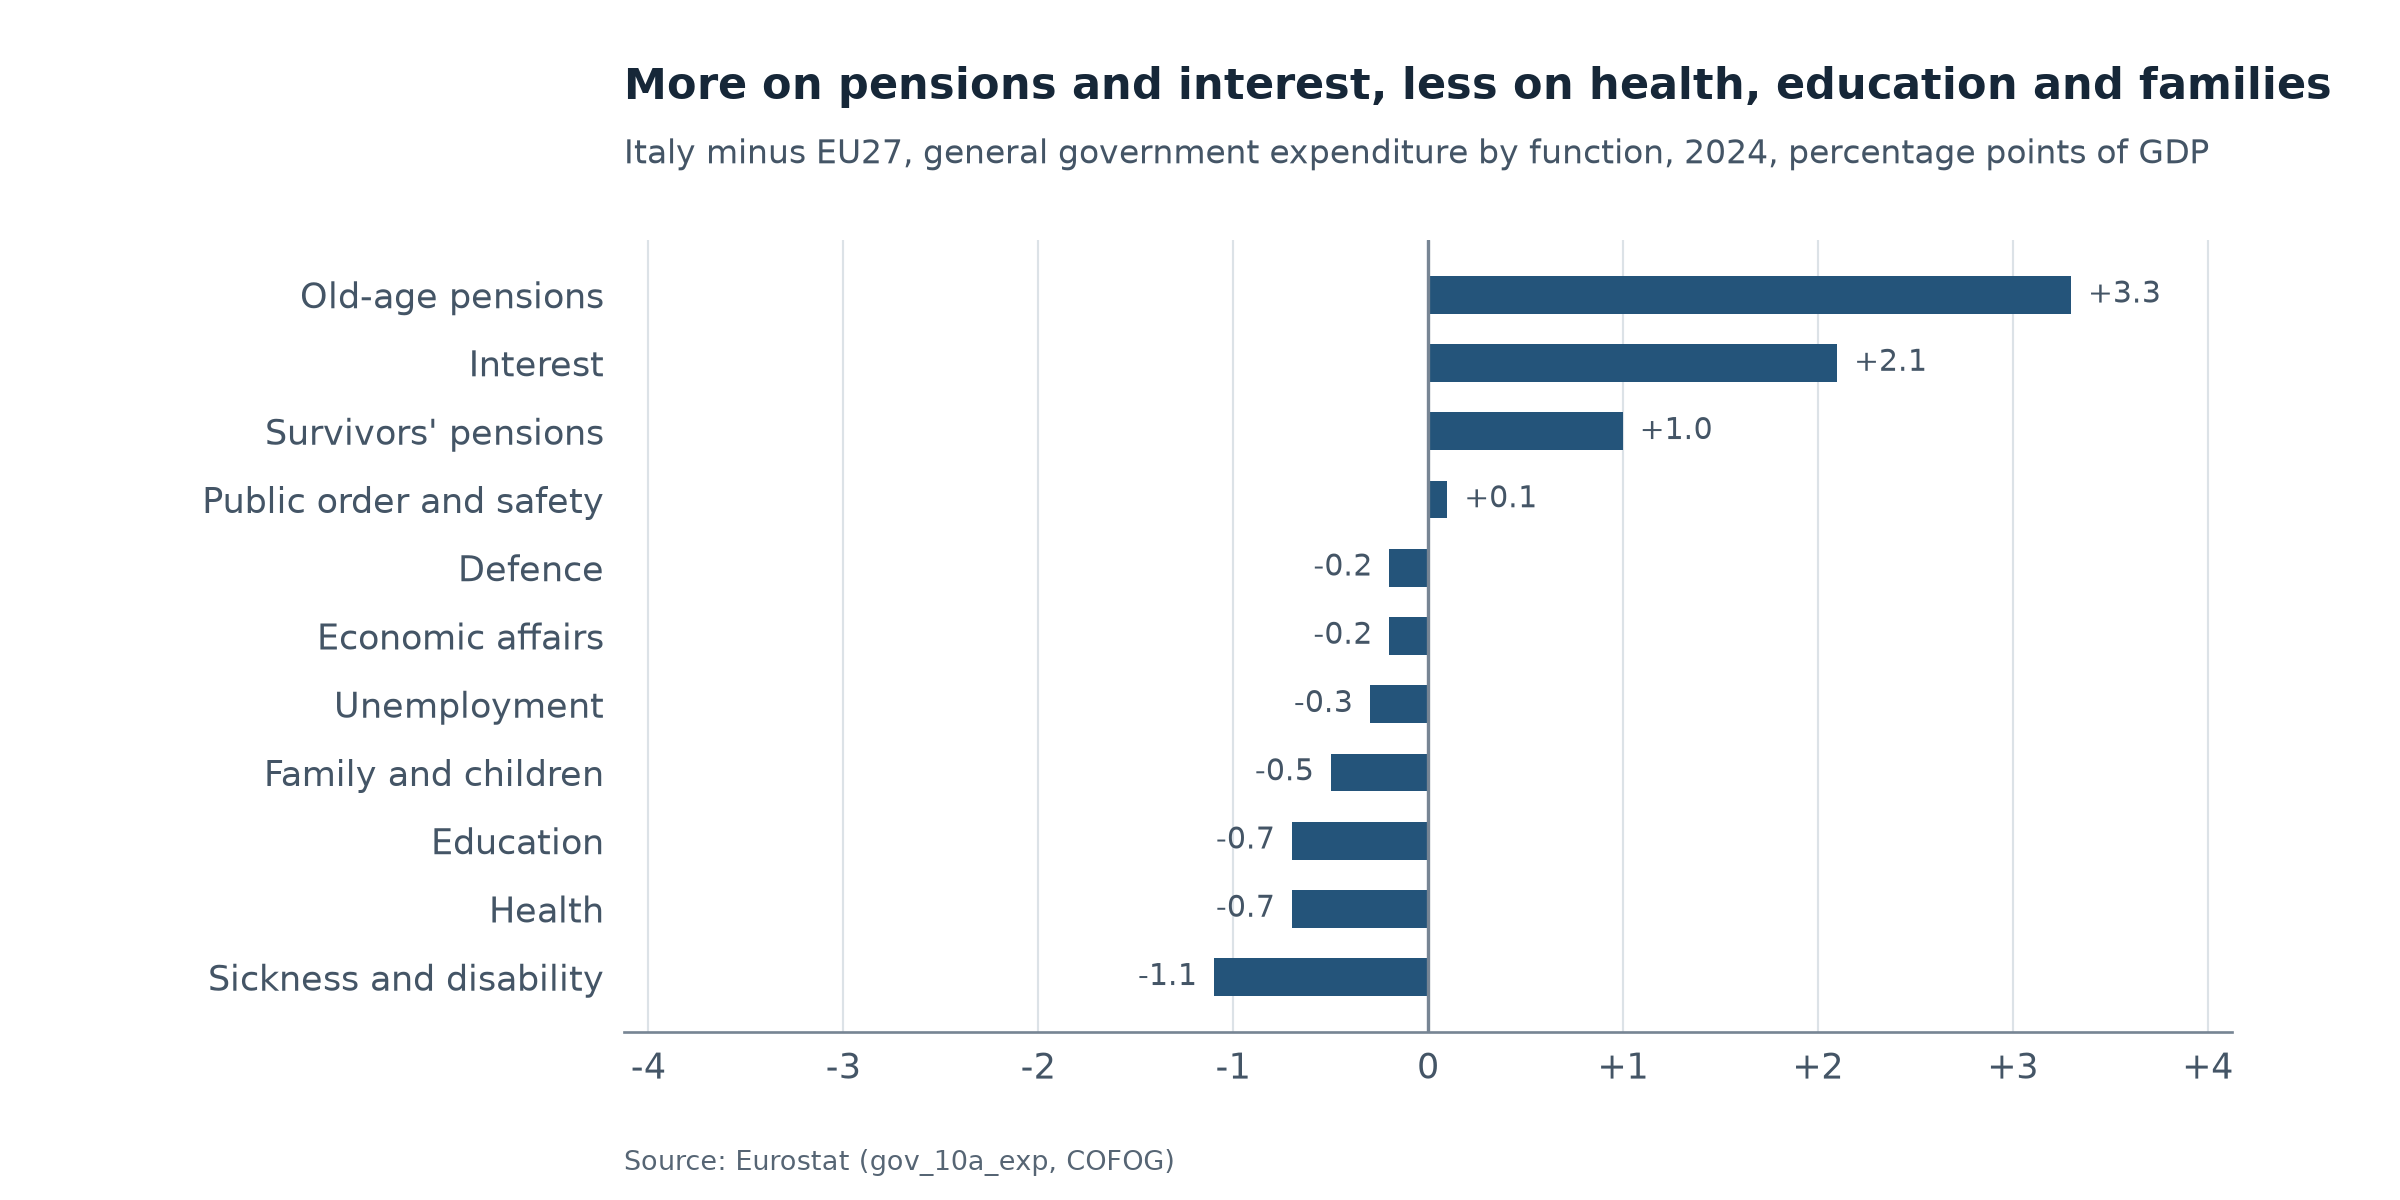 More on pensions and interest, less on health, education and families
Italy minus EU27, general government expenditure by function, 2024, percentage points of GDP
Old-age pensions +3.3
Interest +2.1
Survivors' pensions +1.0
Public order and safety +0.1
Defence -0.2
Economic affairs -0.2
Unemployment -0.3
Family and children -0.5
Education -0.7
Health -0.7
Sickness and disability -1.1
-4 -3 -2 -1 0 +1 +2 +3 +4
Source: Eurostat (gov_10a_exp, COFOG)